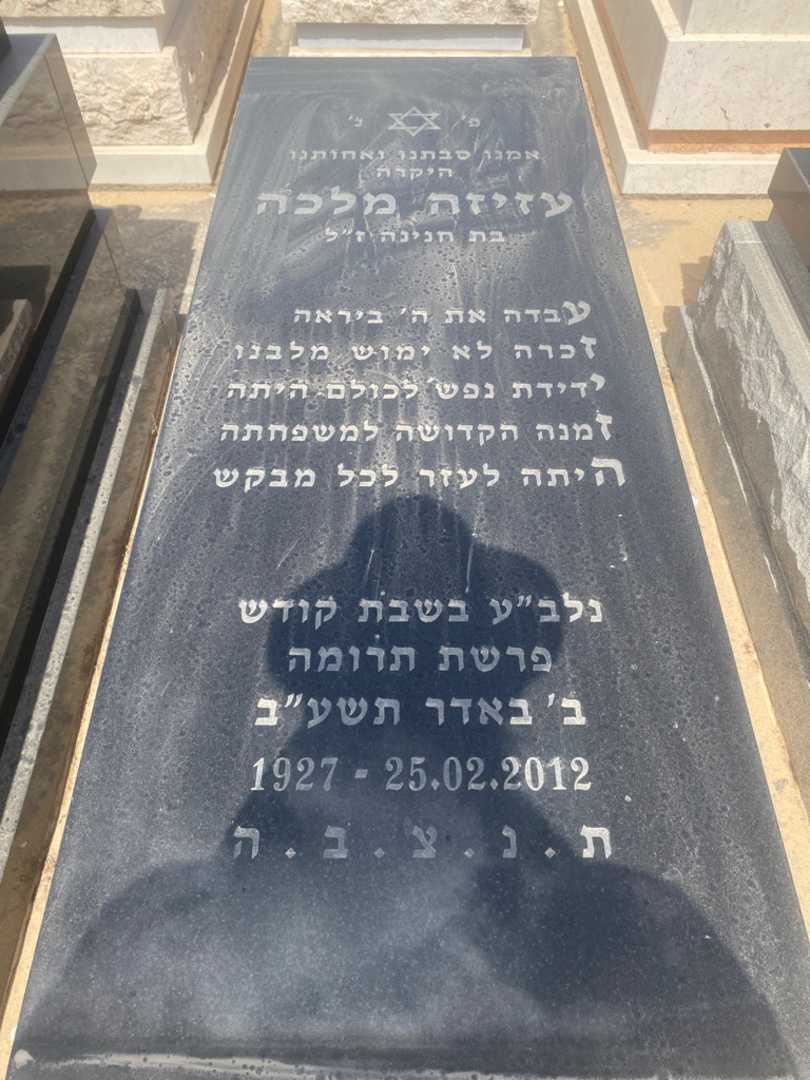 פ' נ'
אמנו סבתנו ואחותנו
היקרה
עזיזה מלכה
בת חנינה ז"ל
עבדה את ה' ביראה
זכרה לא ימוש מלבנו
ידידת נפש לכולם היתה
זמנה הקדושה למשפחתה
היתה לעזר לכל מבקש
נלב"ע בשבת קודש
פרשת תרומה
ב' באדר תשע"ב
1927 - 25.02.2012
ת . נ . צ . ב . ה